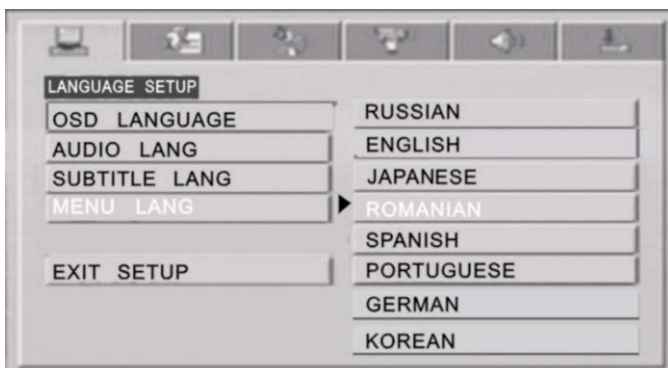 LANGUAGE SETUP
OSD LANGUAGE
AUDIO LANG
SUBTITLE LANG
MENU LANG
EXIT SETUP
RUSSIAN
ENGLISH
JAPANESE
ROMANIAN
SPANISH
PORTUGUESE
GERMAN
KOREAN